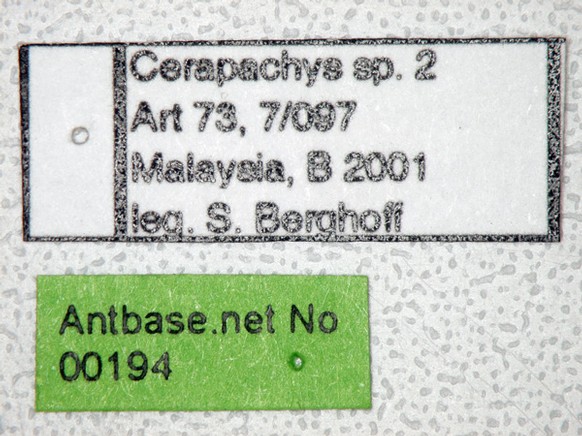 Cerapachys sp. 2
Art 73, 7/097
Malaysia, B 2001
leg. S. Berghoff
Antbase.net No
00194